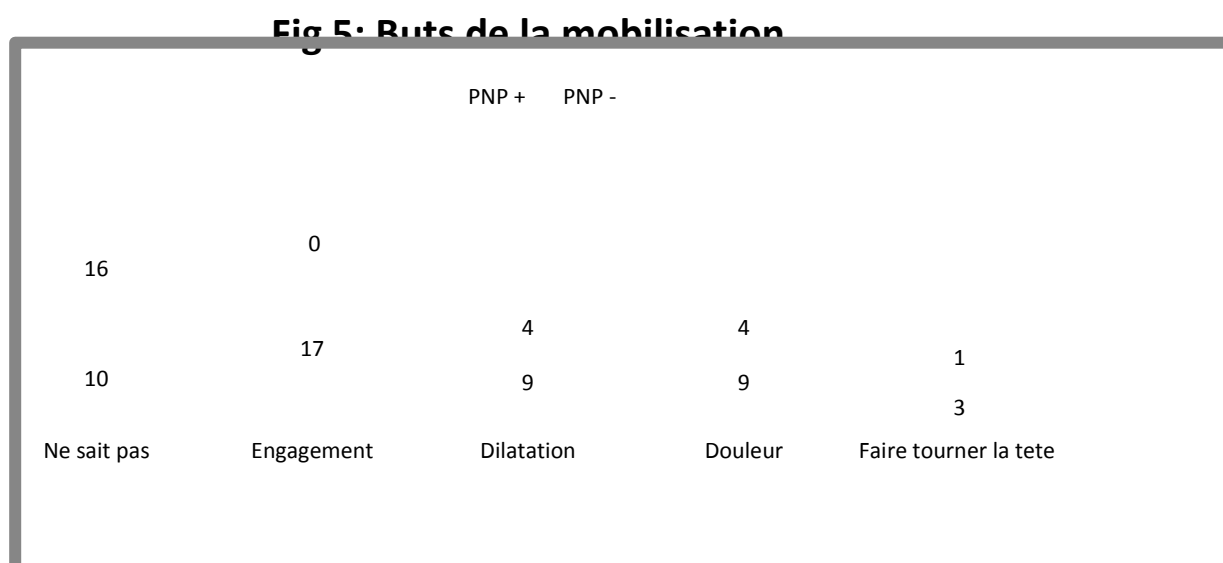 Fig 5: Buts de la mobilisation
PNP + PNP -
0
16
4 4
17
1
10
9 9
3
Ne sait pas Engagement Dilatation Douleur Faire tourner la tete